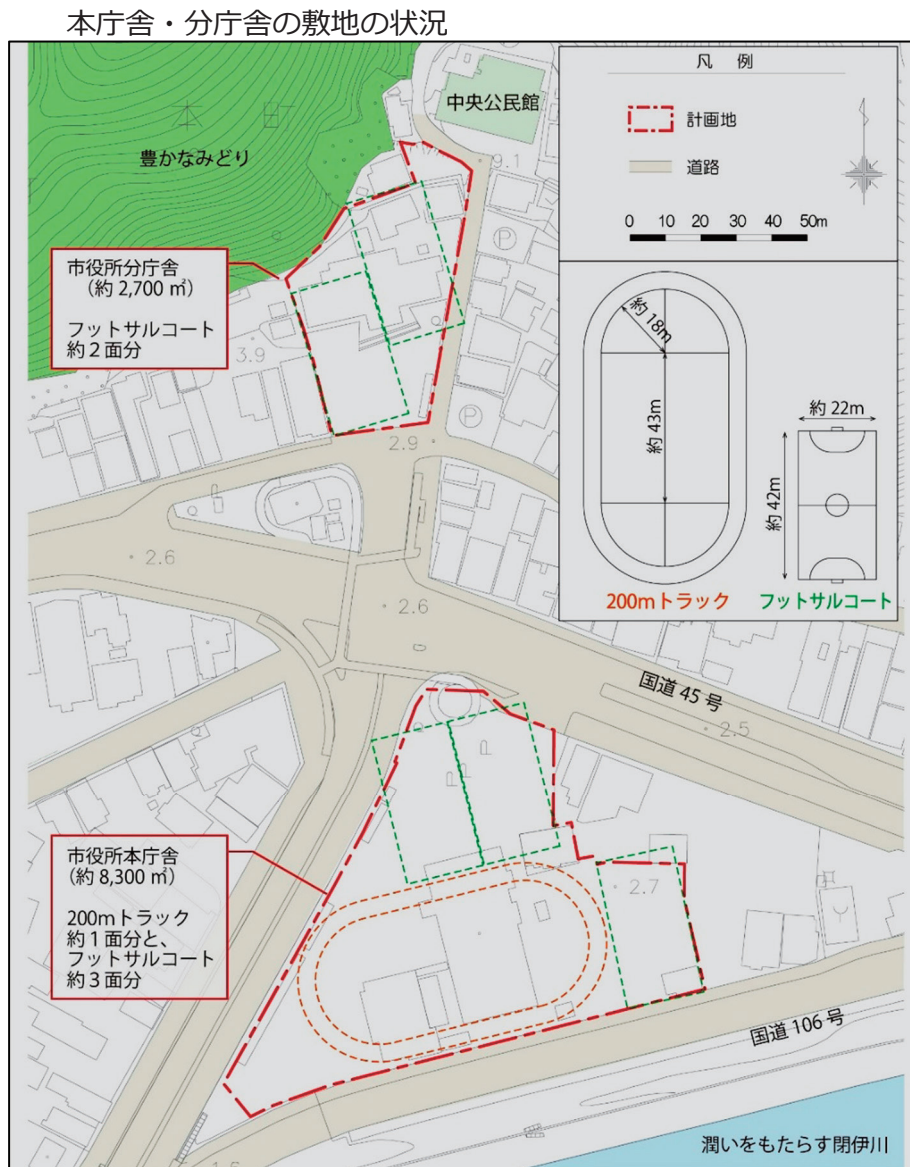 本庁舎・分庁舎の敷地の状況
本町
豊かなみどり
中央公民館
9.1
凡 例
計画地
道路
0 10 20 30 40 50m
市役所分庁舎
(約 2,700 ㎡)
フットサルコート
約2面分
3.9
P
P
2.9
約 18m
約 43m
約 22m
約 42m
200mトラック
フットサルコート
2.6
2.6
国道 45 号
2.5
市役所本庁舎
(約 8,300 ㎡)
200mトラック
約1面分と、
フットサルコート
約3面分
2.7
国道 106 号
潤いをもたらす閉伊川